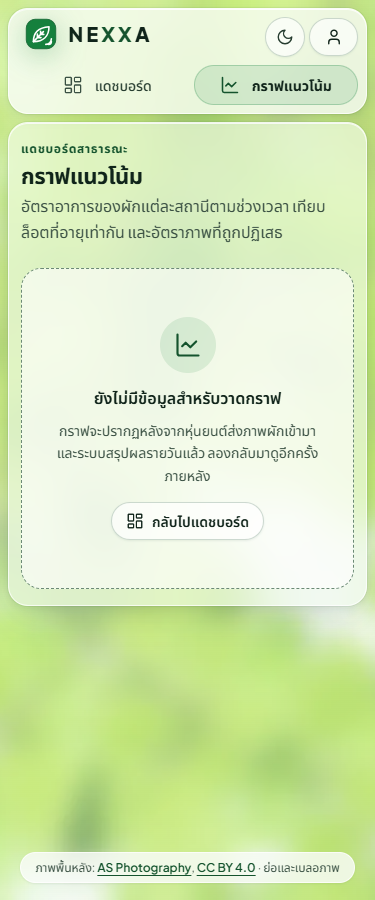 NEXXA
แดชบอร์ด
กราฟแนวโน้ม
แดชบอร์ดสาธารณะ
กราฟแนวโน้ม
อัตราอาการของผักแต่ละสถานีตามช่วงเวลา เทียบ
ล็อตที่อายุเท่ากัน และอัตราภาพที่ถูกปฏิเสธ
ยังไม่มีข้อมูลสำหรับวาดกราฟ
กราฟจะปรากฏหลังจากหุ่นยนต์ส่งภาพผักเข้ามา
และระบบสรุปผลรายวันแล้ว ลองกลับมาดูอีกครั้ง
ภายหลัง
กลับไปแดชบอร์ด
ภาพพื้นหลัง: AS Photography, CC BY 4.0 · ย่อและเบลอภาพ